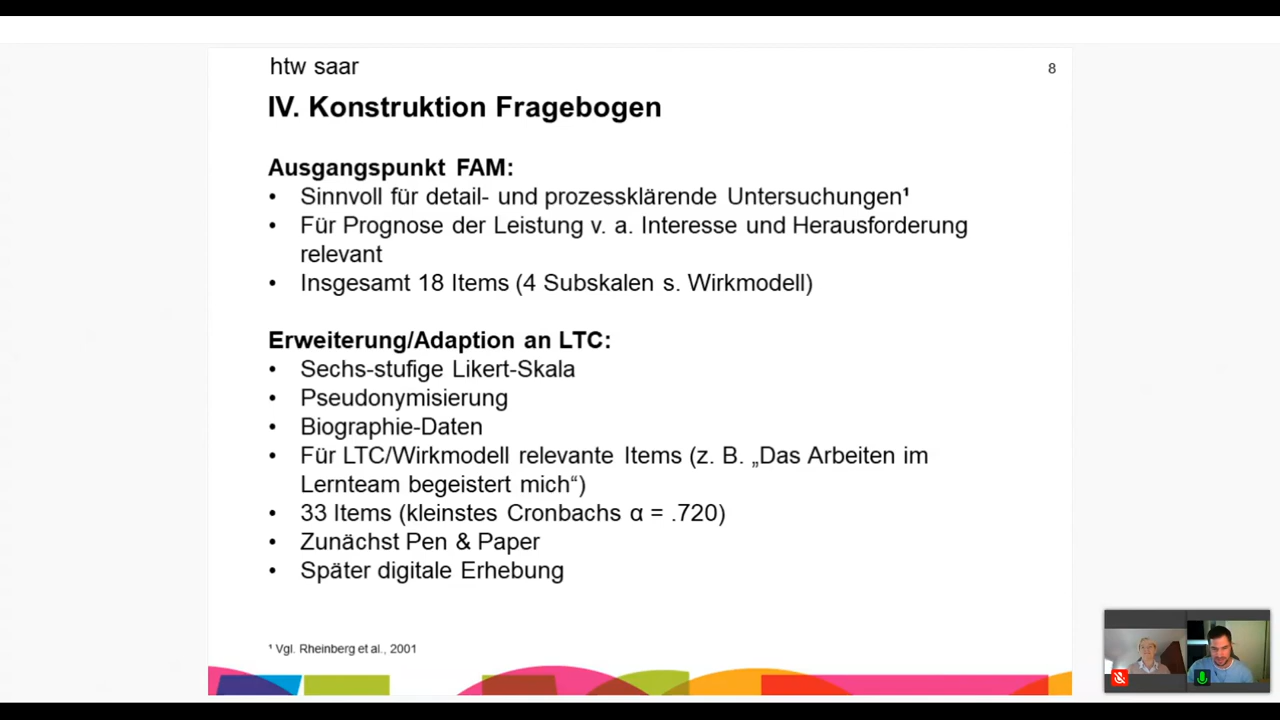 htw saar
8
IV. Konstruktion Fragebogen
Ausgangspunkt FAM:
• Sinnvoll für detail- und prozessklärende Untersuchungen¹
• Für Prognose der Leistung v. a. Interesse und Herausforderung
relevant
• Insgesamt 18 Items (4 Subskalen s. Wirkmodell)
Erweiterung/Adaption an LTC:
• Sechs-stufige Likert-Skala
• Pseudonymisierung
• Biographie-Daten
• Für LTC/Wirkmodell relevante Items (z. B. „Das Arbeiten im
Lernteam begeistert mich“)
• 33 Items (kleinstes Cronbachs α = .720)
• Zunächst Pen & Paper
• Später digitale Erhebung
¹ Vgl. Rheinberg et al., 2001